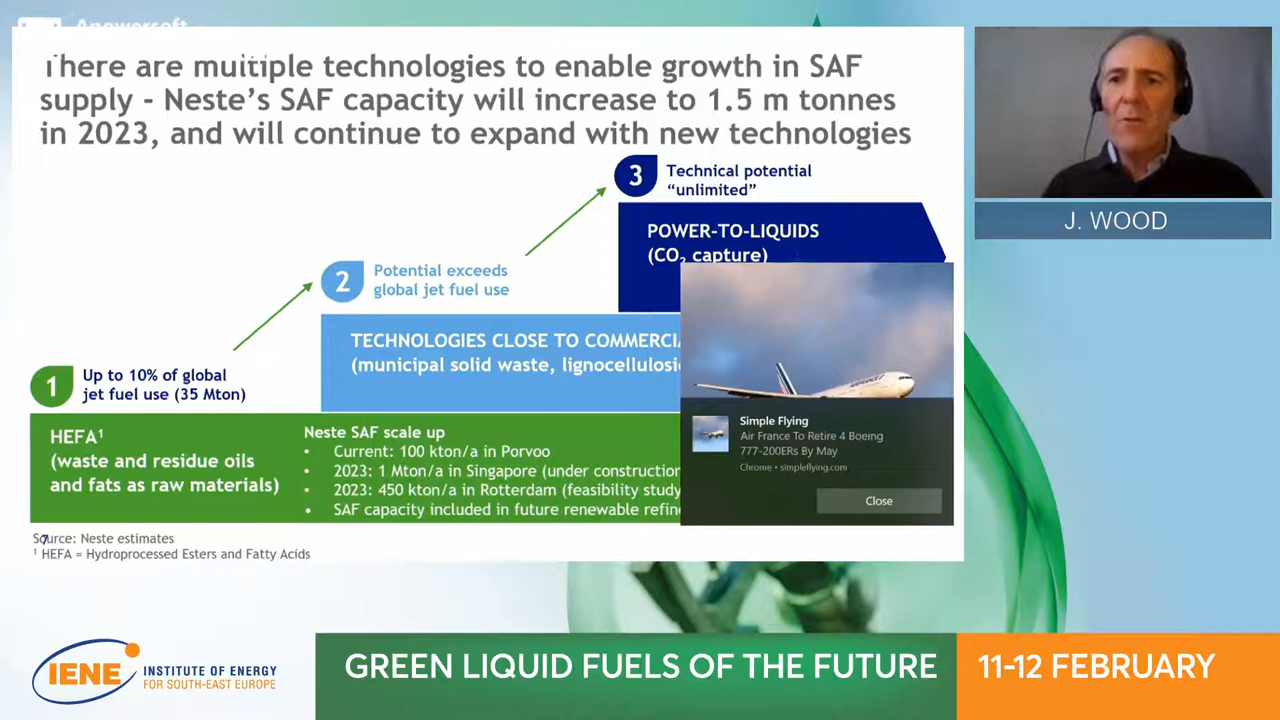 Apowersoft
There are multiple technologies to enable growth in SAF
supply - Neste's SAF capacity will increase to 1.5 m tonnes
in 2023, and will continue to expand with new technologies
3
Technical potential
"unlimited"
POWER-TO-LIQUIDS
(CO₂ capture)
2
Potential exceeds
global jet fuel use
TECHNOLOGIES CLOSE TO COMMERCI
(municipal solid waste, lignocellulosi
1
Up to 10% of global
jet fuel use (35 Mton)
HEFA¹
(waste and residue oils
and fats as raw materials)
Neste SAF scale up
• Current: 100 kton/a in Porvoo
• 2023: 1 Mton/a in Singapore (under construction
• 2023: 450 kton/a in Rotterdam (feasibility study
• SAF capacity included in future renewable refin
Simple Flying
Air France To Retire 4 Boeing
777-200ERs By May
Chrome • simpleflying.com
Close
Source: Neste estimates
7
¹ HEFA = Hydroprocessed Esters and Fatty Acids
J. WOOD
IENE
INSTITUTE OF ENERGY
FOR SOUTH-EAST EUROPE
GREEN LIQUID FUELS OF THE FUTURE
11-12 FEBRUARY